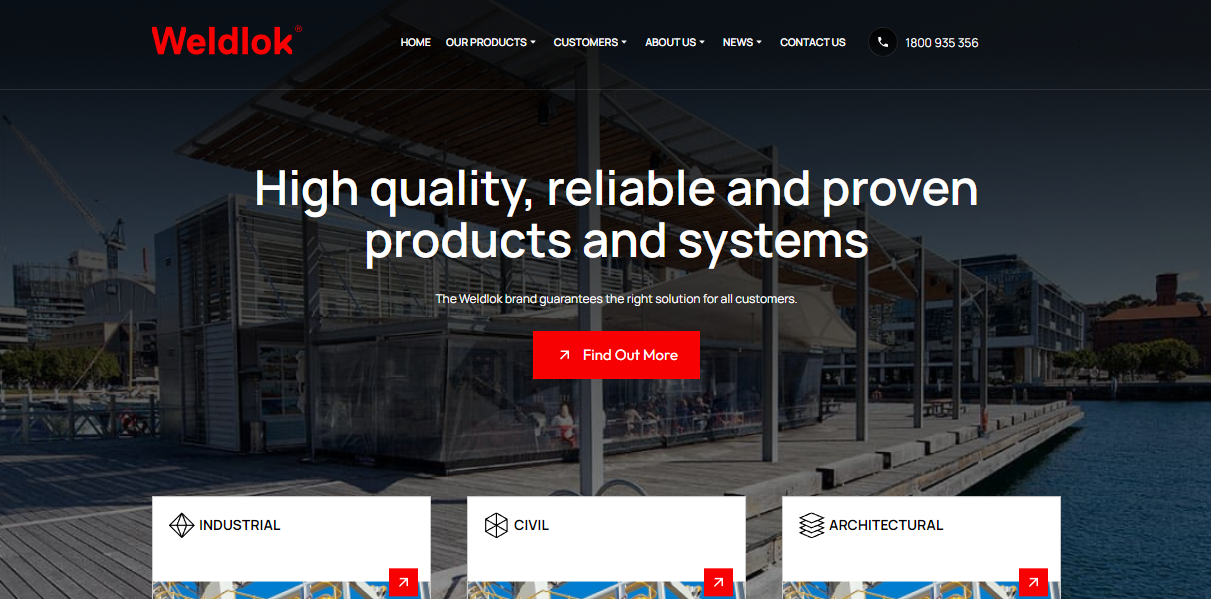 Weldlok®
HOME OUR PRODUCTS CUSTOMERS ABOUT US NEWS CONTACT US 1800 935 356
High quality, reliable and proven
products and systems
The Weldlok brand guarantees the right solution for all customers.
Find Out More
INDUSTRIAL
CIVIL
ARCHITECTURAL